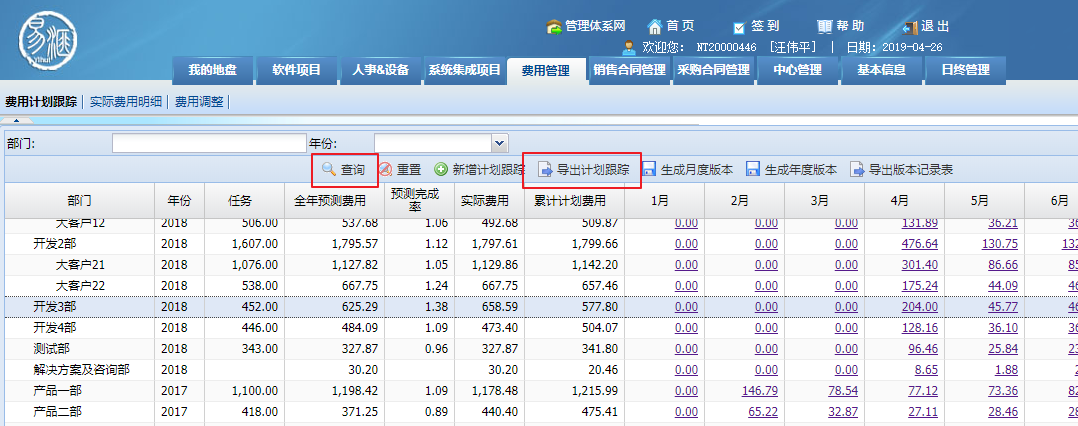 易涵
Yihui
管理体系网 首 页 签 到 帮 助 退 出
欢迎您： NT20000446 [汪伟平] | 日期：2019-04-26
我的地盘 软件项目 人事&设备 系统集成项目 费用管理 销售合同管理 采购合同管理 中心管理 基本信息 日终管理
费用计划跟踪 | 实际费用明细 | 费用调整 |
部门: 年份:
查询 重置 新增计划跟踪 导出计划跟踪 生成月度版本 生成年度版本 导出版本记录表
部门 年份 任务 全年预测费用 预测完成率 实际费用 累计计划费用 1月 2月 3月 4月 5月 6月
大客户12 2018 506.00 537.68 1.06 492.68 509.87 0.00 0.00 0.00 131.89 36.21 36
开发2部 2018 1,607.00 1,795.57 1.12 1,797.61 1,799.66 0.00 0.00 0.00 476.64 130.75 132
大客户21 2018 1,076.00 1,127.82 1.05 1,129.86 1,142.20 0.00 0.00 0.00 301.40 86.66 85
大客户22 2018 538.00 667.75 1.24 667.75 657.46 0.00 0.00 0.00 175.24 44.09 46
开发3部 2018 452.00 625.29 1.38 658.59 577.80 0.00 0.00 0.00 204.00 45.77 46
开发4部 2018 446.00 484.09 1.09 473.40 504.07 0.00 0.00 0.00 128.16 36.10 36
测试部 2018 343.00 327.87 0.96 327.87 341.80 0.00 0.00 0.00 96.46 25.84 23
解决方案及咨询部 2018 30.20 30.20 20.46 0.00 0.00 0.00 8.65 1.88 2
产品一部 2017 1,100.00 1,198.42 1.09 1,178.48 1,215.99 0.00 146.79 78.54 77.12 73.36 82
产品二部 2017 418.00 371.25 0.89 440.40 475.41 0.00 65.22 32.87 27.11 28.46 28